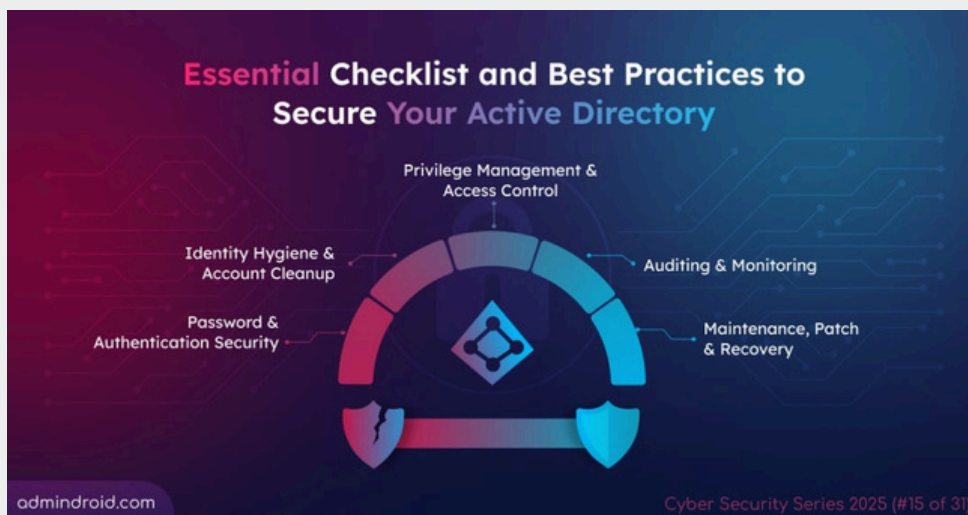 Essential Checklist and Best Practices to
Secure Your Active Directory
Privilege Management &
Access Control
Identity Hygiene &
Account Cleanup
Auditing & Monitoring
Password &
Authentication Security
Maintenance, Patch
& Recovery
admindroid.com
Cyber Security Series 2025 (#15 of 31